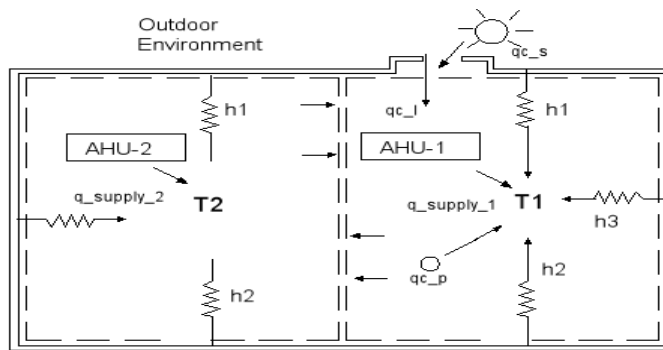 Outdoor
Environment
qc_s
h1
qc_l
h1
AHU-2
AHU-1
q_supply_2
T2
q_supply_1
T1
h3
h2
qc_p
h2